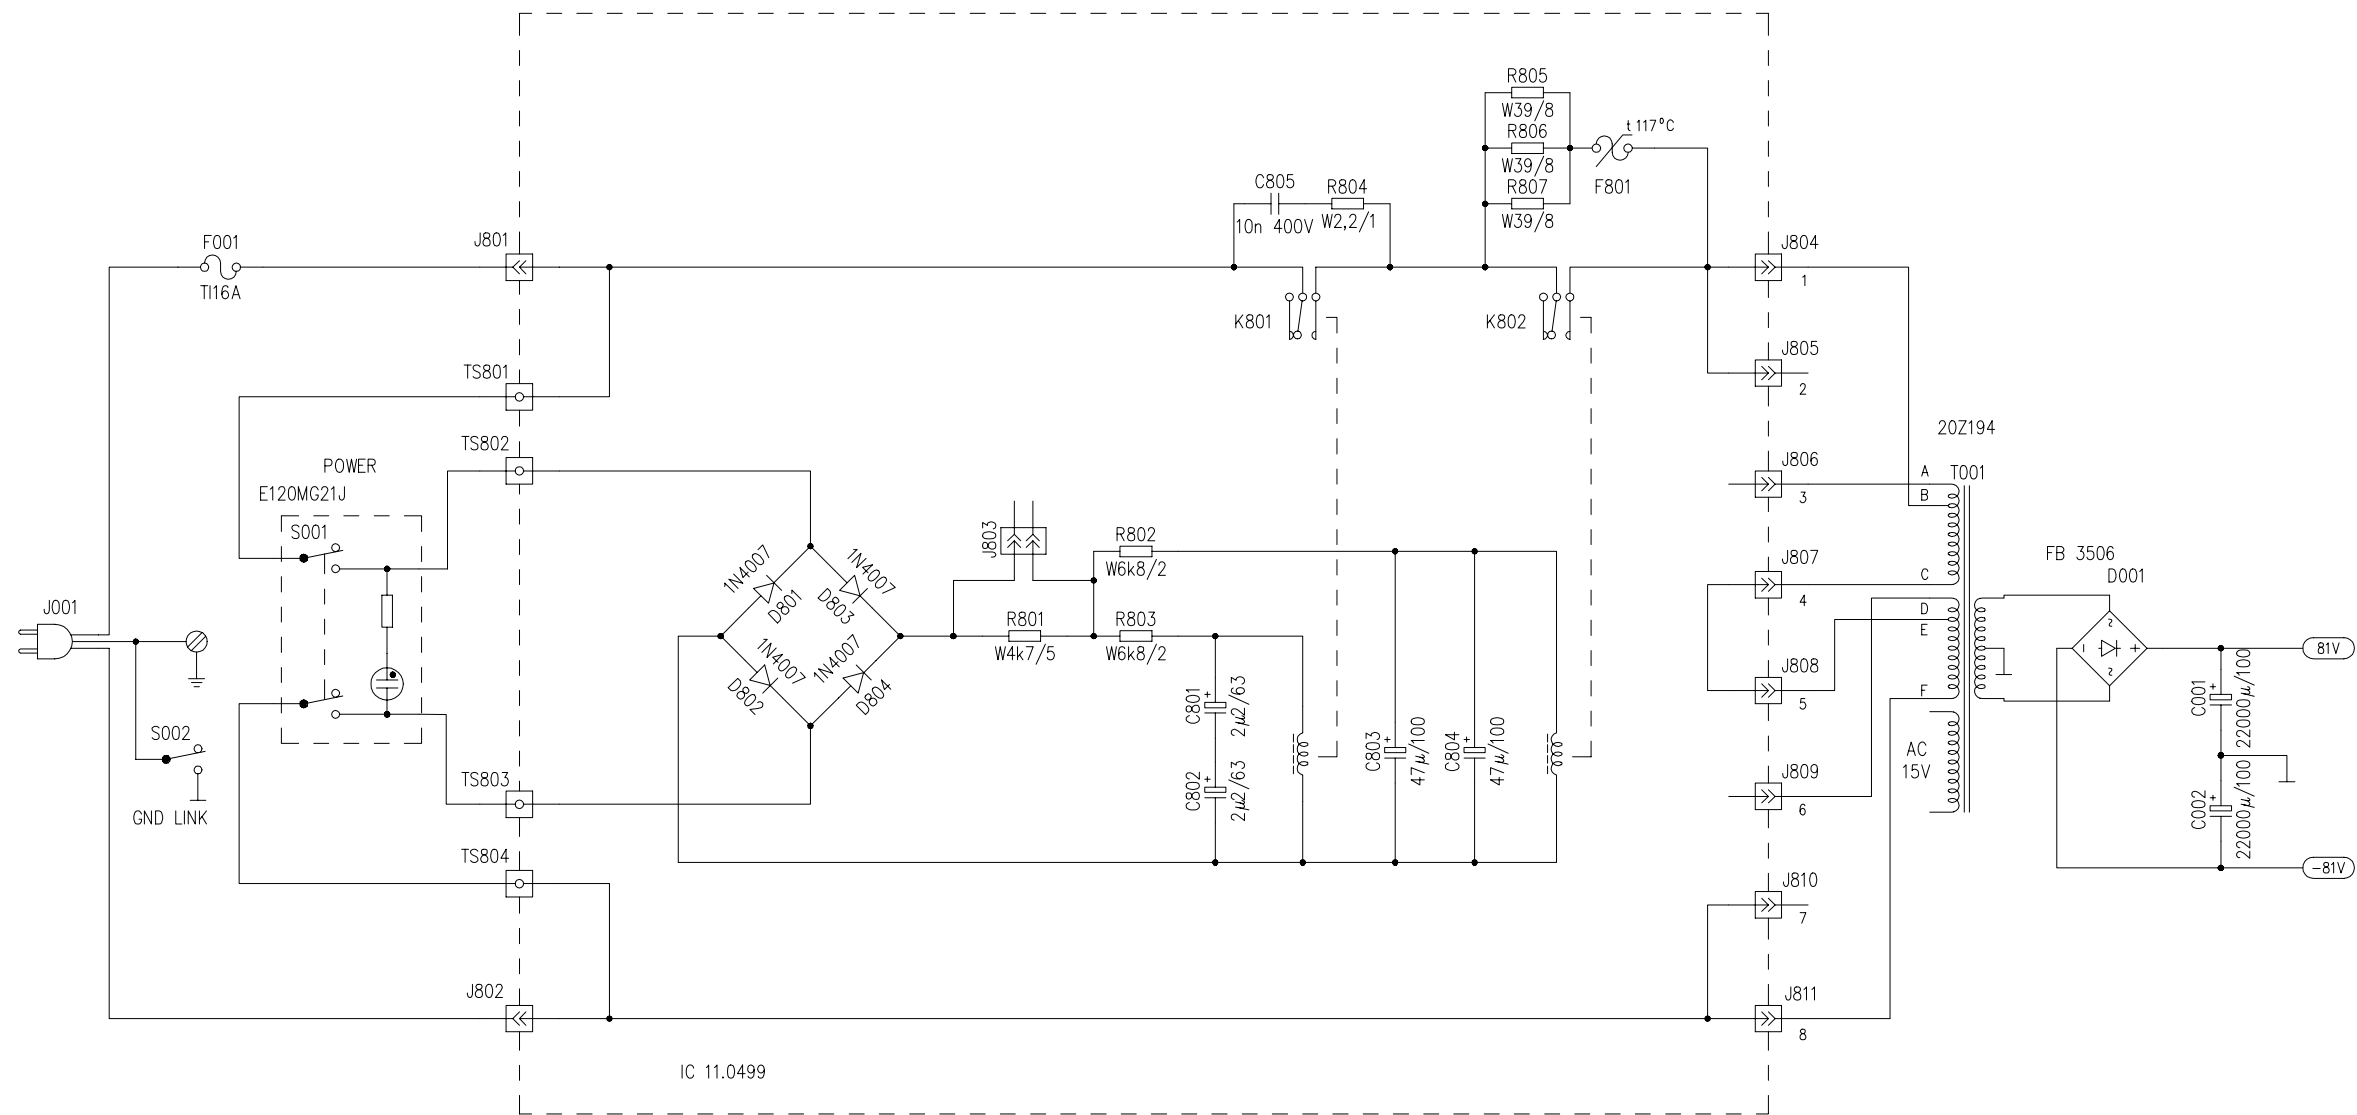 R805
W39/8
R806
W39/8
R807
W39/8
t 117°C
F801
C805
10n 400V
R804
W2,2/1
F001
TI16A
J801
J804
1
K801
K802
J805
2
TS801
TS802
20Z194
POWER
E120MG21J
S001
J806
3
A
T001
B
J803
R802
W6k8/2
1N4007
D801
1N4007
D803
J807
4
C
FB 3506
D001
J001
R801
W4k7/5
R803
W6k8/2
D
E
~
-
+
~
81V
1N4007
D802
1N4007
D804
J808
5
F
C801
+
2µ2/63
C001
+
22000µ/100
S002
GND LINK
C802
+
2µ2/63
C803
+
47µ/100
C804
+
47µ/100
AC
15V
J809
6
C002
+
22000µ/100
TS803
TS804
-81V
J810
7
J802
J811
8
IC 11.0499